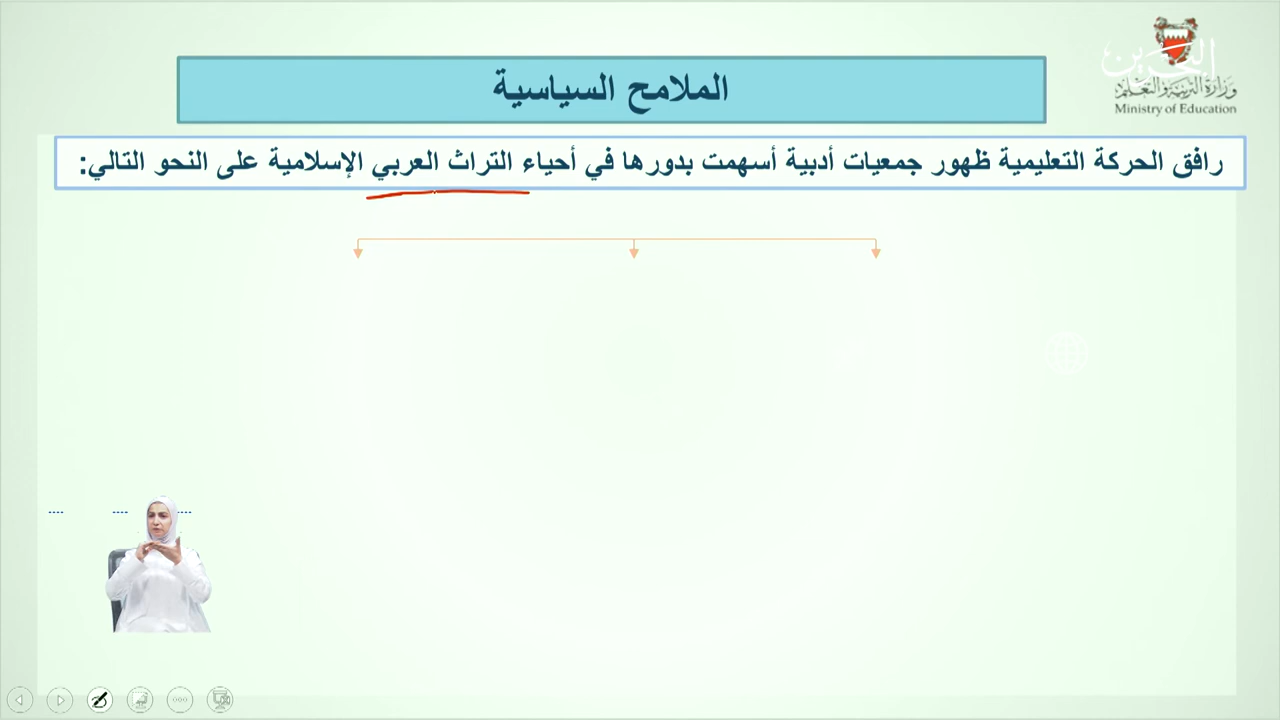 البحرين
وزارة التربية والتعليم
Ministry of Education
الملامح السياسية
رافق الحركة التعليمية ظهور جمعيات أدبية أسهمت بدورها في أحياء التراث العربي الإسلامية على النحو التالي: